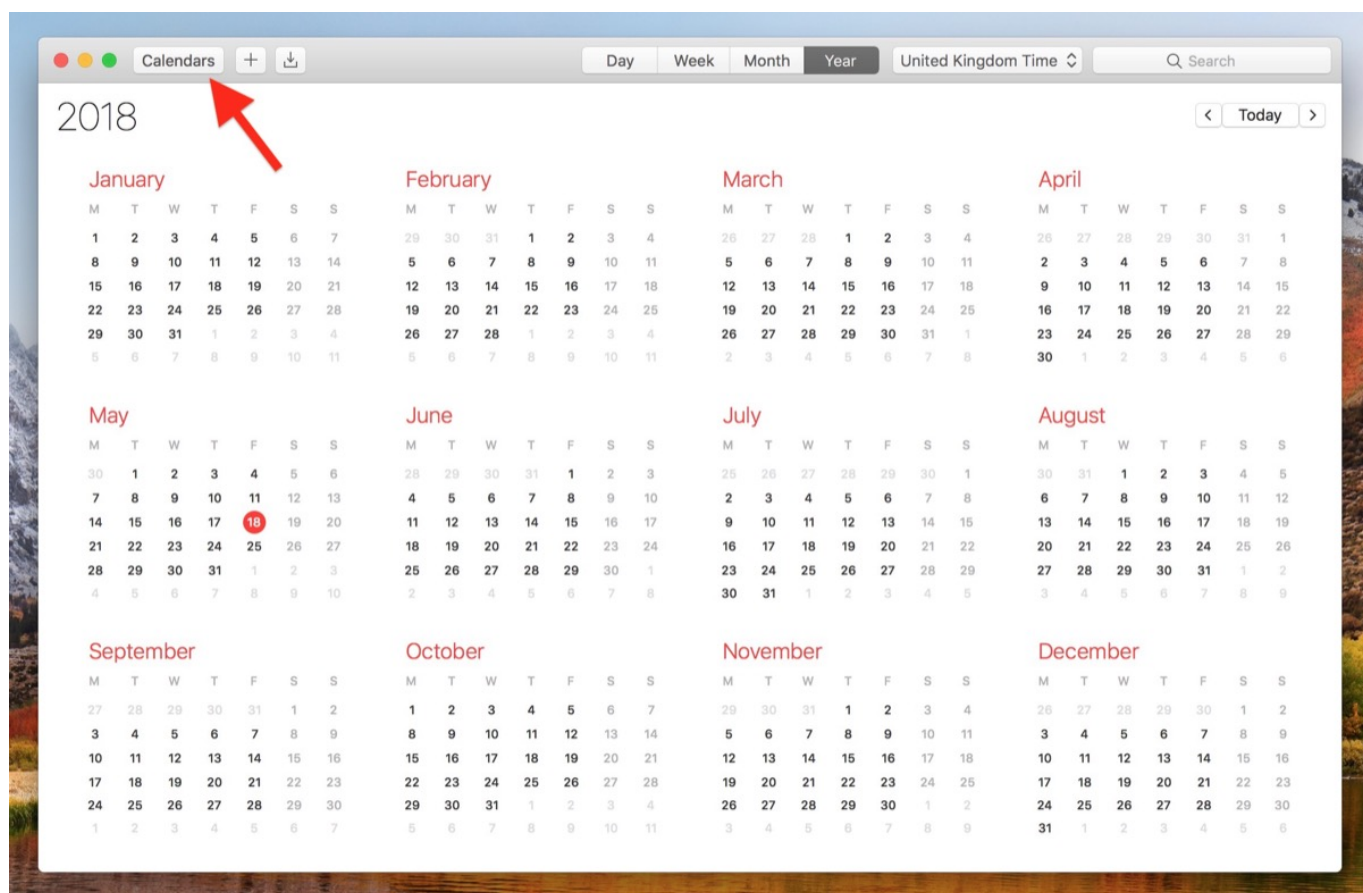 Calendars + Day Week Month Year United Kingdom Time Search
2018 < Today >
January February March April
M T W T F S S M T W T F S S M T W T F S S M T W T F S S
1 2 3 4 5 6 7 29 30 31 1 2 3 4 26 27 28 1 2 3 4 26 27 28 29 30 31 1
8 9 10 11 12 13 14 5 6 7 8 9 10 11 5 6 7 8 9 10 11 2 3 4 5 6 7 8
15 16 17 18 19 20 21 12 13 14 15 16 17 18 12 13 14 15 16 17 18 9 10 11 12 13 14 15
22 23 24 25 26 27 28 19 20 21 22 23 24 25 19 20 21 22 23 24 25 16 17 18 19 20 21 22
29 30 31 1 2 3 4 26 27 28 1 2 3 4 26 27 28 29 30 31 1 23 24 25 26 27 28 29
5 6 7 8 9 10 11 5 6 7 8 9 10 11 2 3 4 5 6 7 8 30 1 2 3 4 5 6
May June July August
M T W T F S S M T W T F S S M T W T F S S M T W T F S S
30 1 2 3 4 5 6 28 29 30 31 1 2 3 25 26 27 28 29 30 1 30 31 1 2 3 4 5
7 8 9 10 11 12 13 4 5 6 7 8 9 10 2 3 4 5 6 7 8 6 7 8 9 10 11 12
14 15 16 17 18 19 20 11 12 13 14 15 16 17 9 10 11 12 13 14 15 13 14 15 16 17 18 19
21 22 23 24 25 26 27 18 19 20 21 22 23 24 16 17 18 19 20 21 22 20 21 22 23 24 25 26
28 29 30 31 1 2 3 25 26 27 28 29 30 1 23 24 25 26 27 28 29 27 28 29 30 31 1 2
4 5 6 7 8 9 10 2 3 4 5 6 7 8 30 31 1 2 3 4 5 3 4 5 6 7 8 9
September October November December
M T W T F S S M T W T F S S M T W T F S S M T W T F S S
27 28 29 30 31 1 2 1 2 3 4 5 6 7 29 30 31 1 2 3 4 26 27 28 29 30 1 2
3 4 5 6 7 8 9 8 9 10 11 12 13 14 5 6 7 8 9 10 11 3 4 5 6 7 8 9
10 11 12 13 14 15 16 15 16 17 18 19 20 21 12 13 14 15 16 17 18 10 11 12 13 14 15 16
17 18 19 20 21 22 23 22 23 24 25 26 27 28 19 20 21 22 23 24 25 17 18 19 20 21 22 23
24 25 26 27 28 29 30 29 30 31 1 2 3 4 26 27 28 29 30 1 2 24 25 26 27 28 29 30
1 2 3 4 5 6 7 5 6 7 8 9 10 11 3 4 5 6 7 8 9 31 1 2 3 4 5 6